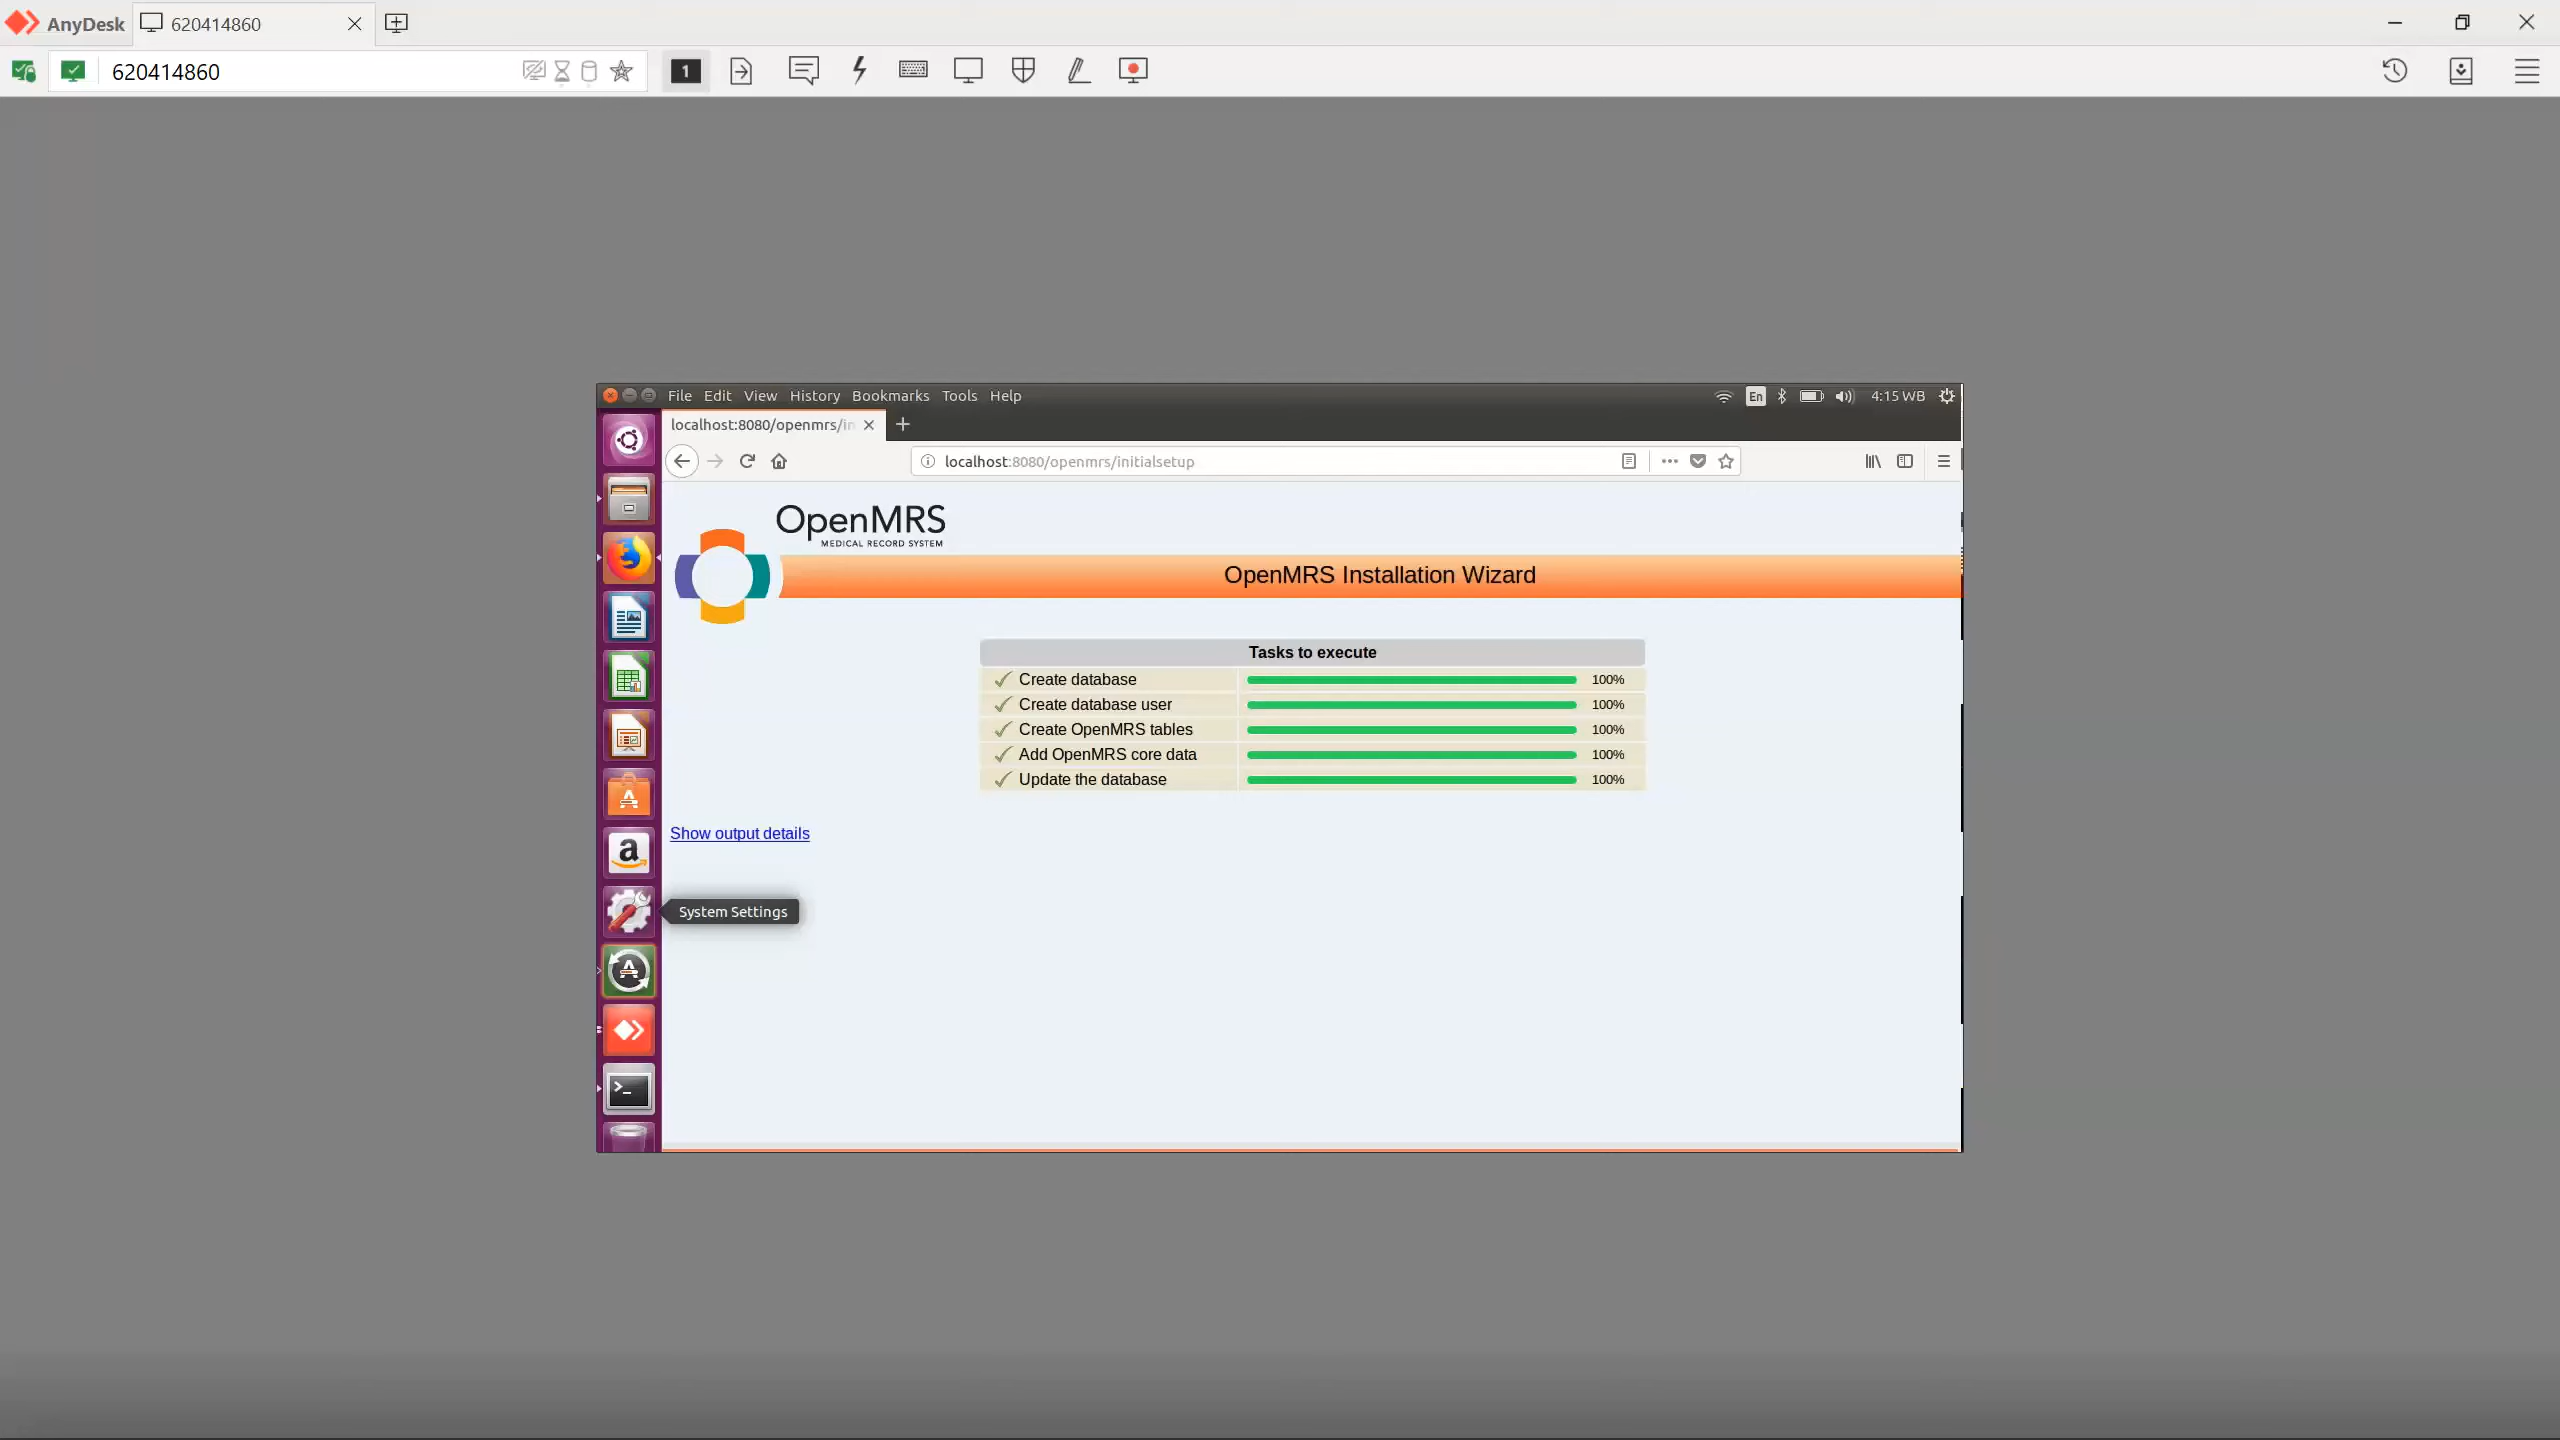 AnyDesk
620414860
620414860
1
File Edit View History Bookmarks Tools Help
En
4:15 WB
localhost:8080/openmrs/in
localhost:8080/openmrs/initialsetup
OpenMRS
MEDICAL RECORD SYSTEM
OpenMRS Installation Wizard
Tasks to execute
Create database 100%
Create database user 100%
Create OpenMRS tables 100%
Add OpenMRS core data 100%
Update the database 100%
Show output details
System Settings